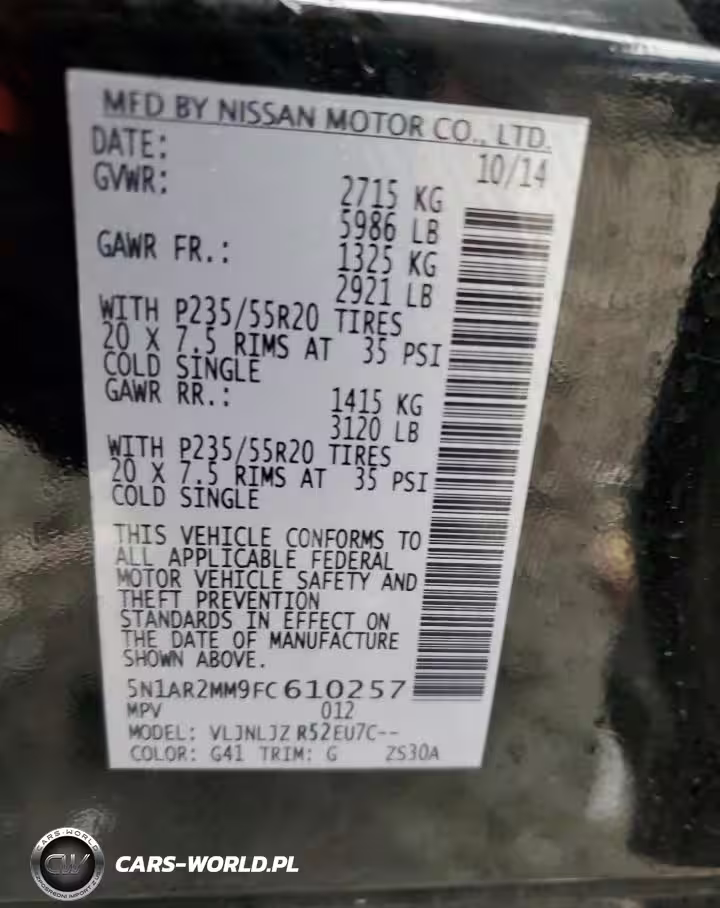 MFD BY NISSAN MOTOR CO., LTD.
DATE: 10/14
GVWR: 2715 KG
5986 LB
GAWR FR.: 1325 KG
2921 LB
WITH P235/55R20 TIRES
20 X 7.5 RIMS AT 35 PSI
COLD SINGLE
GAWR RR.: 1415 KG
3120 LB
WITH P235/55R20 TIRES
20 X 7.5 RIMS AT 35 PSI
COLD SINGLE
THIS VEHICLE CONFORMS TO
ALL APPLICABLE FEDERAL
MOTOR VEHICLE SAFETY AND
THEFT PREVENTION
STANDARDS IN EFFECT ON
THE DATE OF MANUFACTURE
SHOWN ABOVE.
5N1AR2MM9FC610257
MPV 012
MODEL: VLJNLJZ R52EU7C--
COLOR: G41 TRIM: G ZS30A
CARS-WORLD
CW
CARS-WORLD.PL